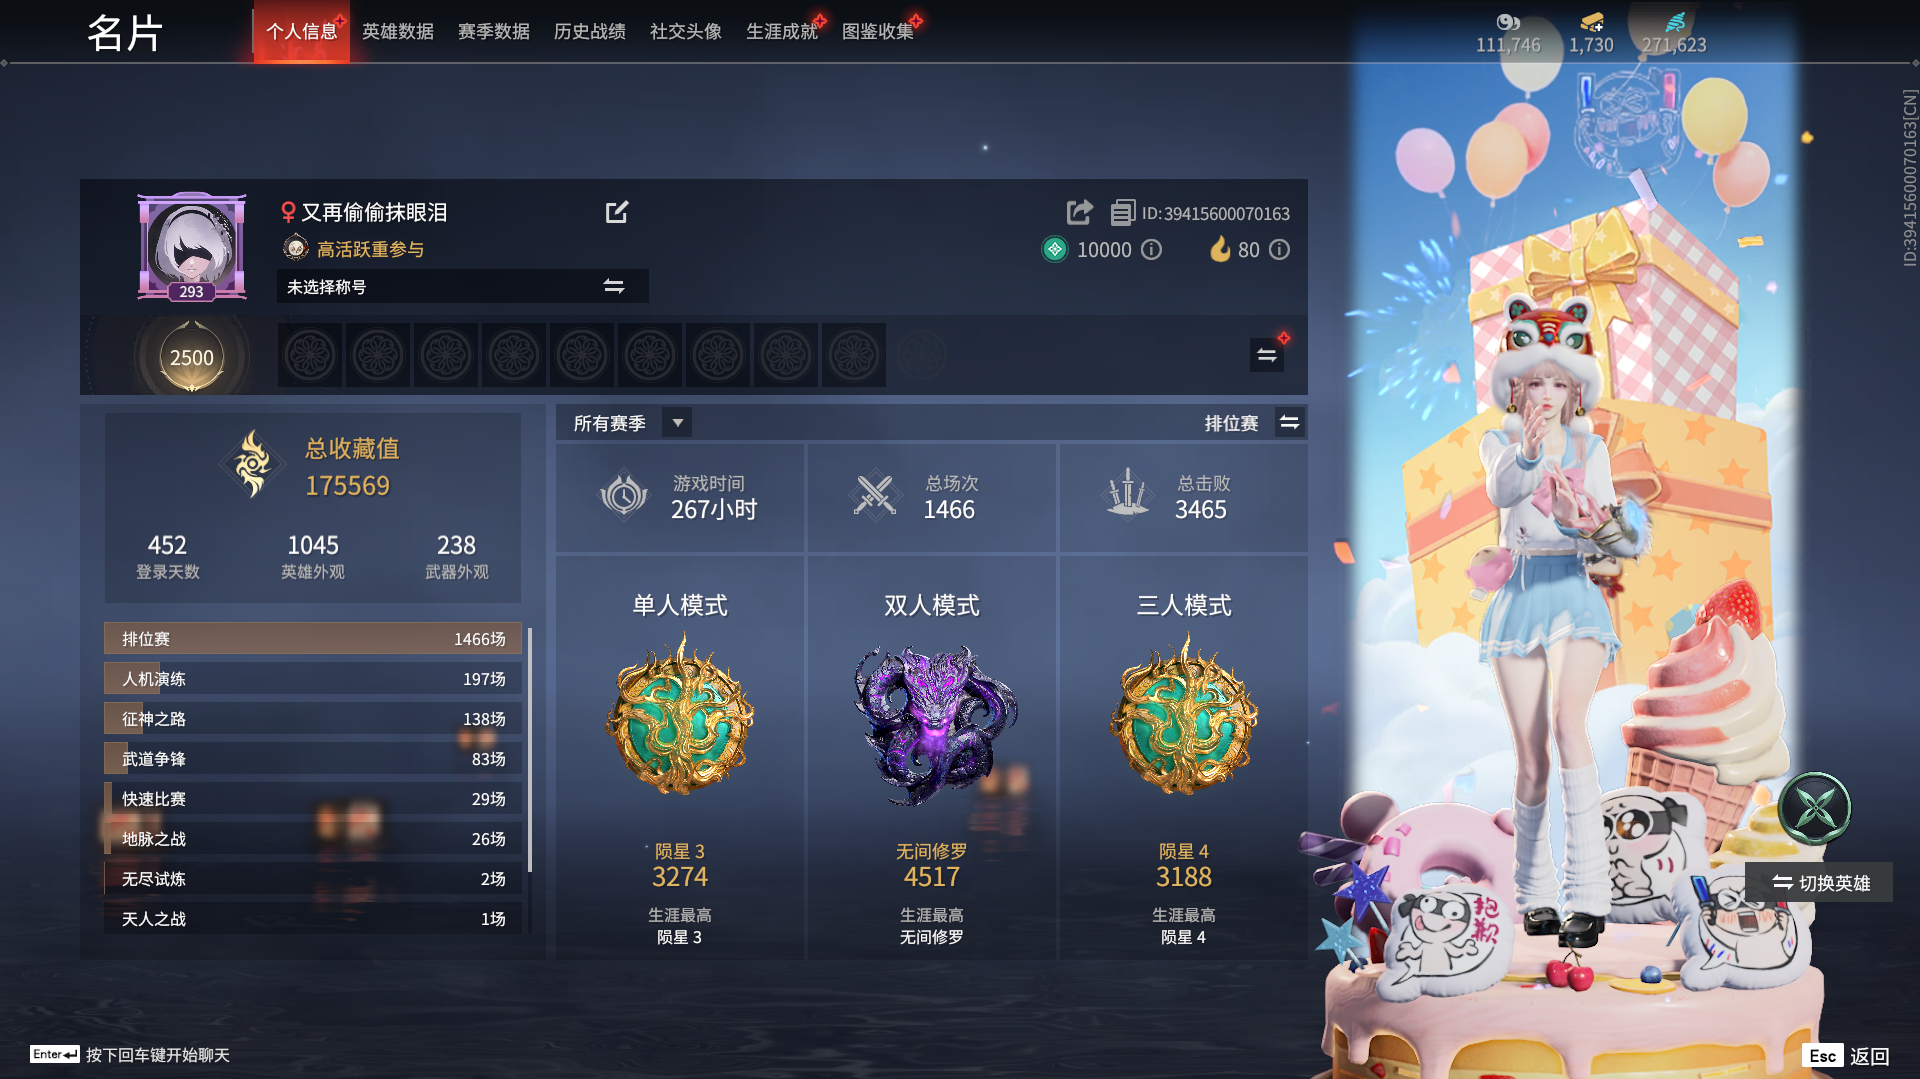 名片
个人信息
英雄数据
赛季数据
历史战绩
社交头像
生涯成就
图鉴收集
111,746
1,730
271,623
ID:39415600070163[CN]
又再偷偷抹眼泪
高活跃重参与
未选择称号
293
ID:39415600070163
10000
80
2500
总收藏值
175569
452
登录天数
1045
英雄外观
238
武器外观
排位赛 1466场
人机演练 197场
征神之路 138场
武道争锋 83场
快速比赛 29场
地脉之战 26场
无尽试炼 2场
天人之战 1场
所有赛季
排位赛
游戏时间
267小时
总场次
1466
总击败
3465
单人模式
陨星 3
3274
生涯最高
陨星 3
双人模式
无间修罗
4517
生涯最高
无间修罗
三人模式
陨星 4
3188
生涯最高
陨星 4
抱歉
切换英雄
Enter 按下回车键开始聊天
Esc 返回